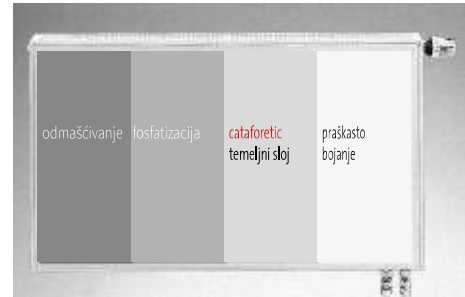 odmašćivanje
fosfatizacija
cataforetic
temeljni sloj
praškasto
bojanje